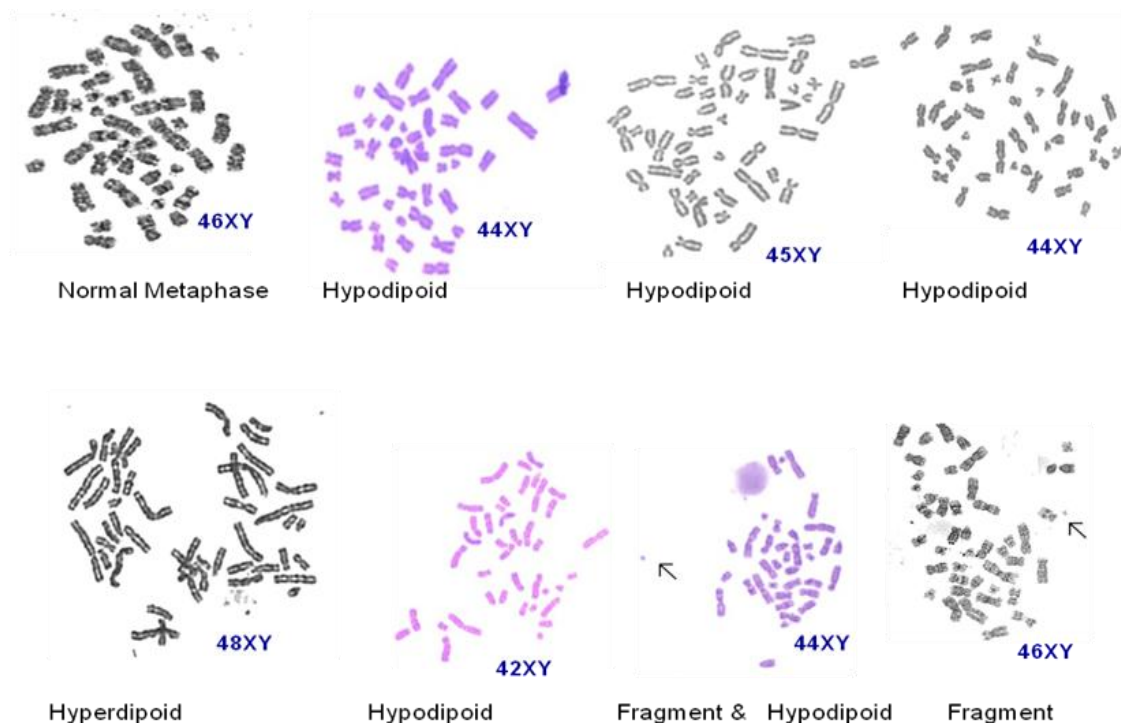 46XY
44XY
45XY
44XY
Normal Metaphase
Hypodipoid
Hypodipoid
Hypodipoid
48XY
42XY
44XY
46XY
Hyperdipoid
Hypodipoid
Fragment & Hypodipoid
Fragment